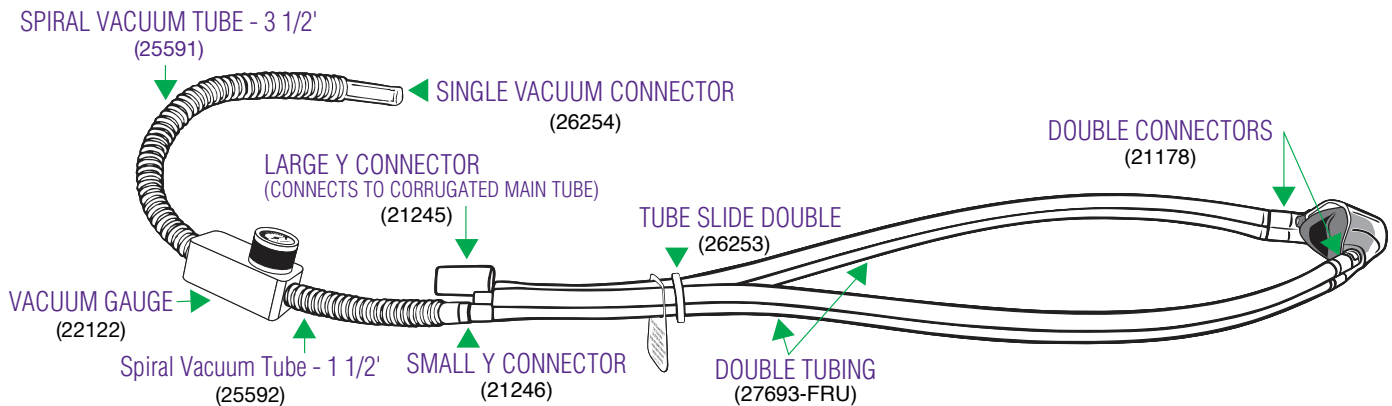 SPIRAL VACUUM TUBE - 3 1/2'
(25591)
SINGLE VACUUM CONNECTOR
(26254)
DOUBLE CONNECTORS
(21178)
LARGE Y CONNECTOR
(CONNECTS TO CORRUGATED MAIN TUBE)
(21245)
TUBE SLIDE DOUBLE
(26253)
VACUUM GAUGE
(22122)
Spiral Vacuum Tube - 1 1/2'
(25592)
SMALL Y CONNECTOR
(21246)
DOUBLE TUBING
(27693-FRU)